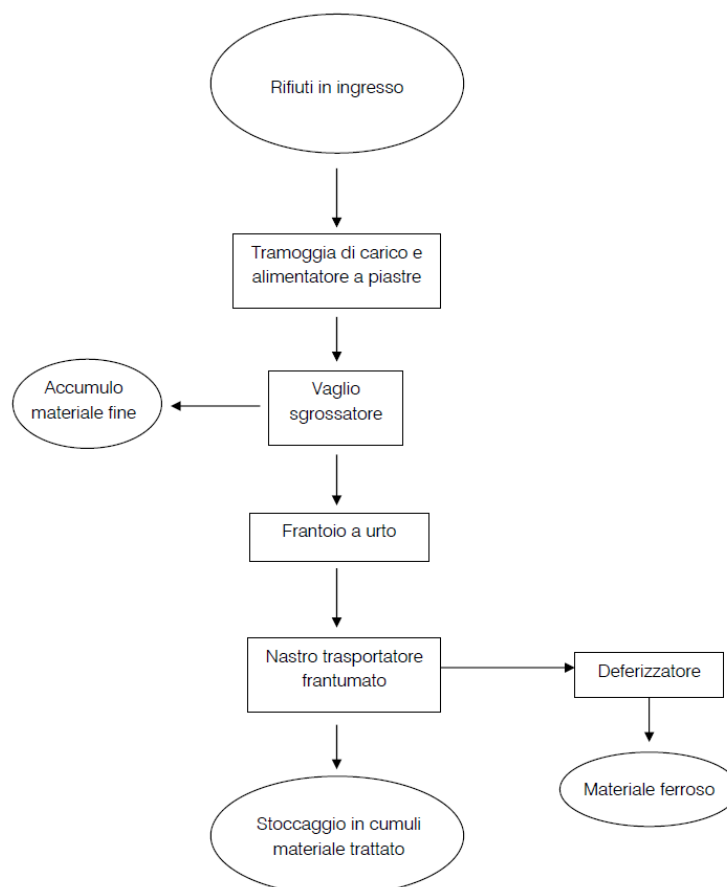 Rifiuti in ingresso
Tramoggia di carico e
alimentatore a piastre
Accumulo
materiale fine
Vaglio
sgrossatore
Frantoio a urto
Nastro trasportatore
frantumato
Deferizzatore
Materiale ferroso
Stoccaggio in cumuli
materiale trattato